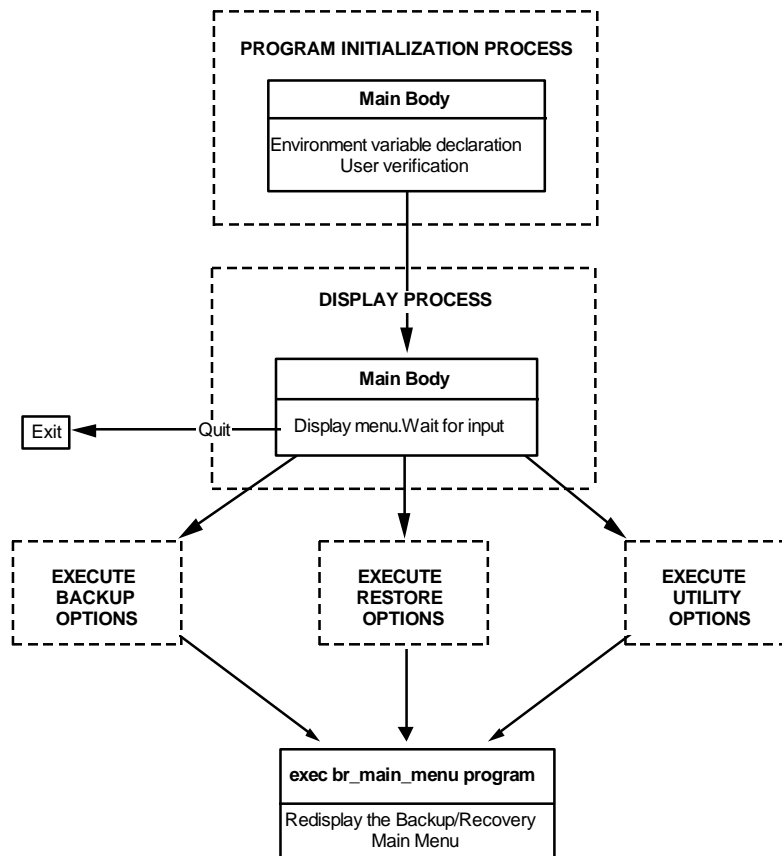 PROGRAM INITIALIZATION PROCESS
Main Body
Environment variable declaration
User verification
DISPLAY PROCESS
Main Body
Display menu.Wait for input
Quit
Exit
EXECUTE
BACKUP
OPTIONS
EXECUTE
RESTORE
OPTIONS
EXECUTE
UTILITY
OPTIONS
exec br_main_menu program
Redisplay the Backup/Recovery
Main Menu